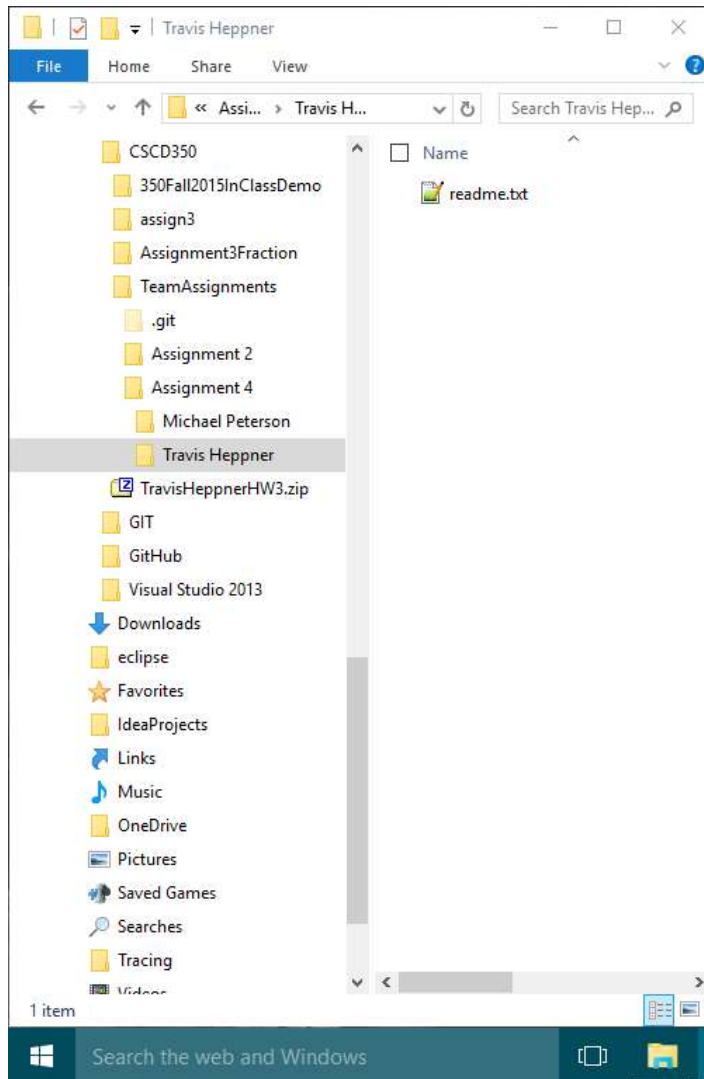 Travis Heppner
File Home Share View
« Assi... › Travis H...
Search Travis Hep...
CSCD350
350Fall2015InClassDemo
assign3
Assignment3Fraction
TeamAssignments
.git
Assignment 2
Assignment 4
Michael Peterson
Travis Heppner
TravisHeppnerHW3.zip
GIT
GitHub
Visual Studio 2013
Downloads
eclipse
Favorites
IdeaProjects
Links
Music
OneDrive
Pictures
Saved Games
Searches
Tracing
Videos
Name
readme.txt
1 item
Search the web and Windows